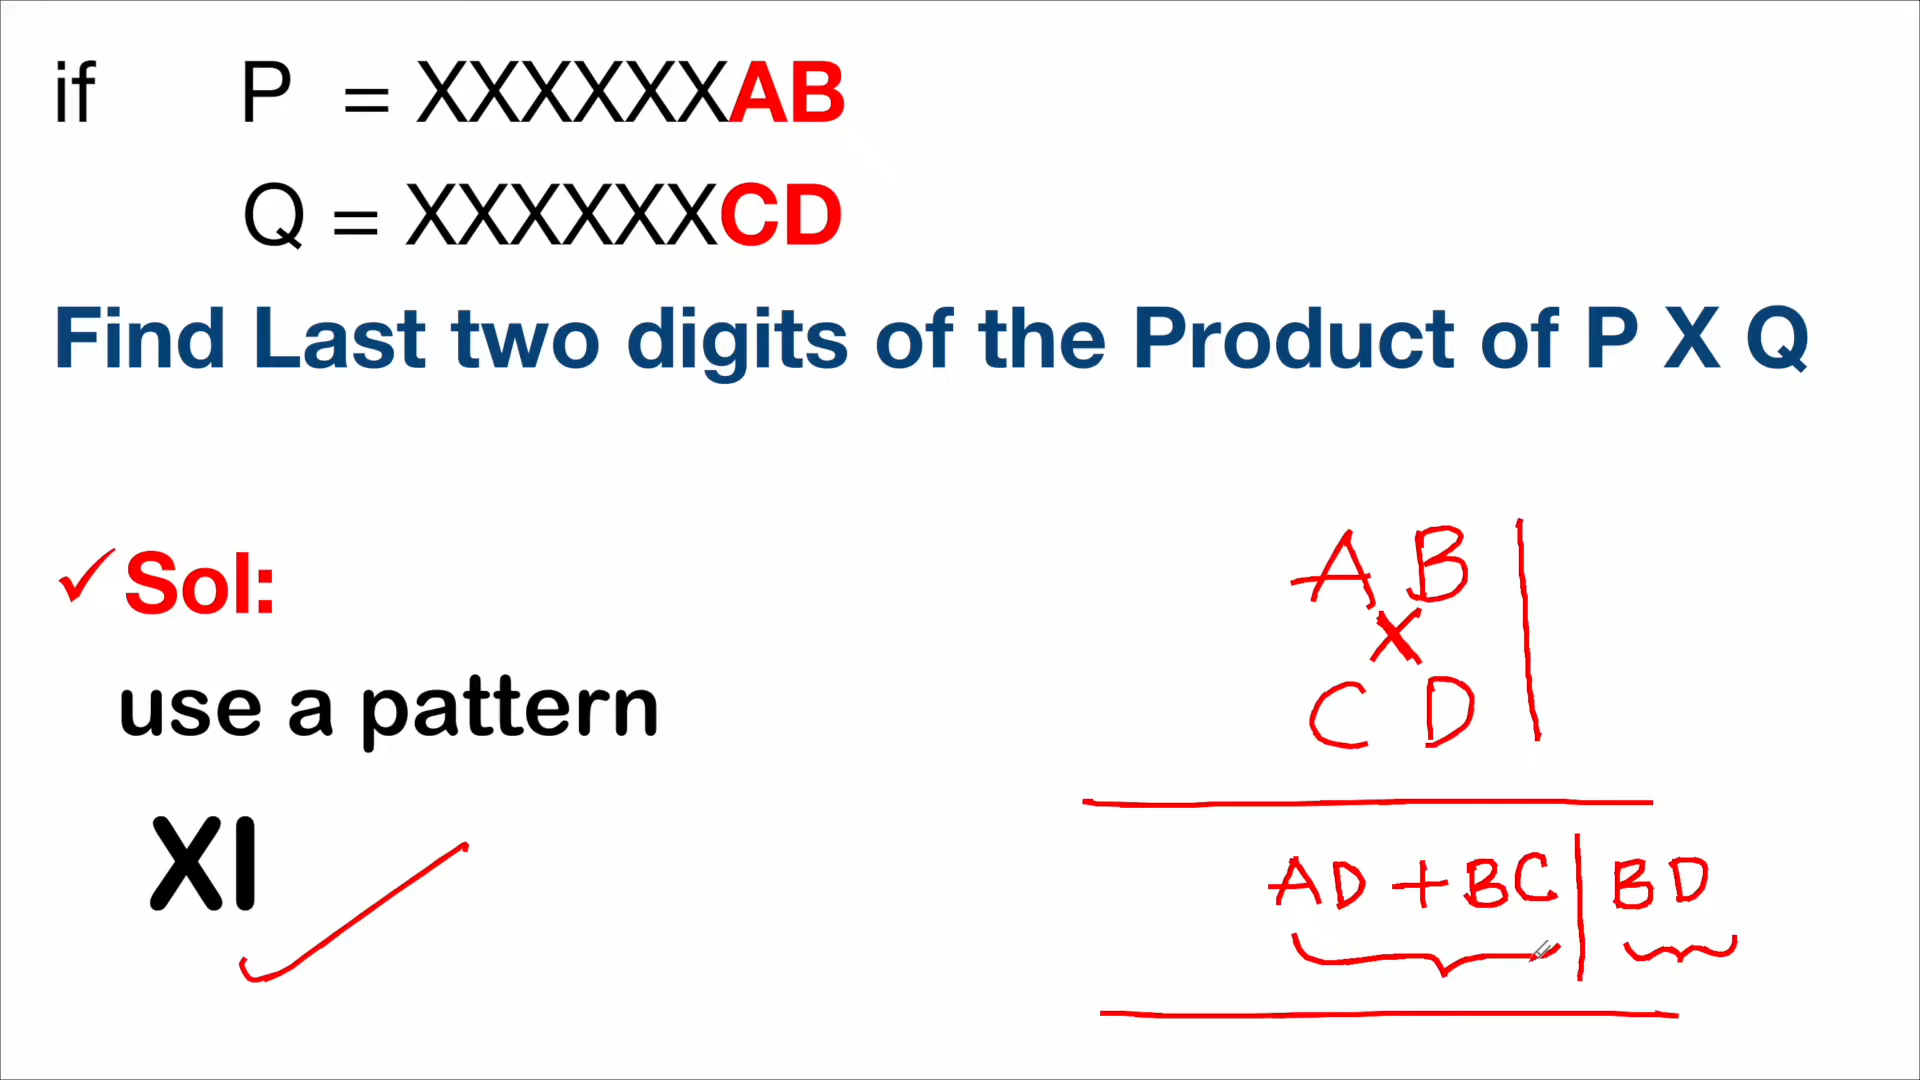 if P = XXXXXXAB
Q = XXXXXXCD
Find Last two digits of the Product of P X Q
✓Sol:
use a pattern
XI
A B
X
C D
AD + BC | BD